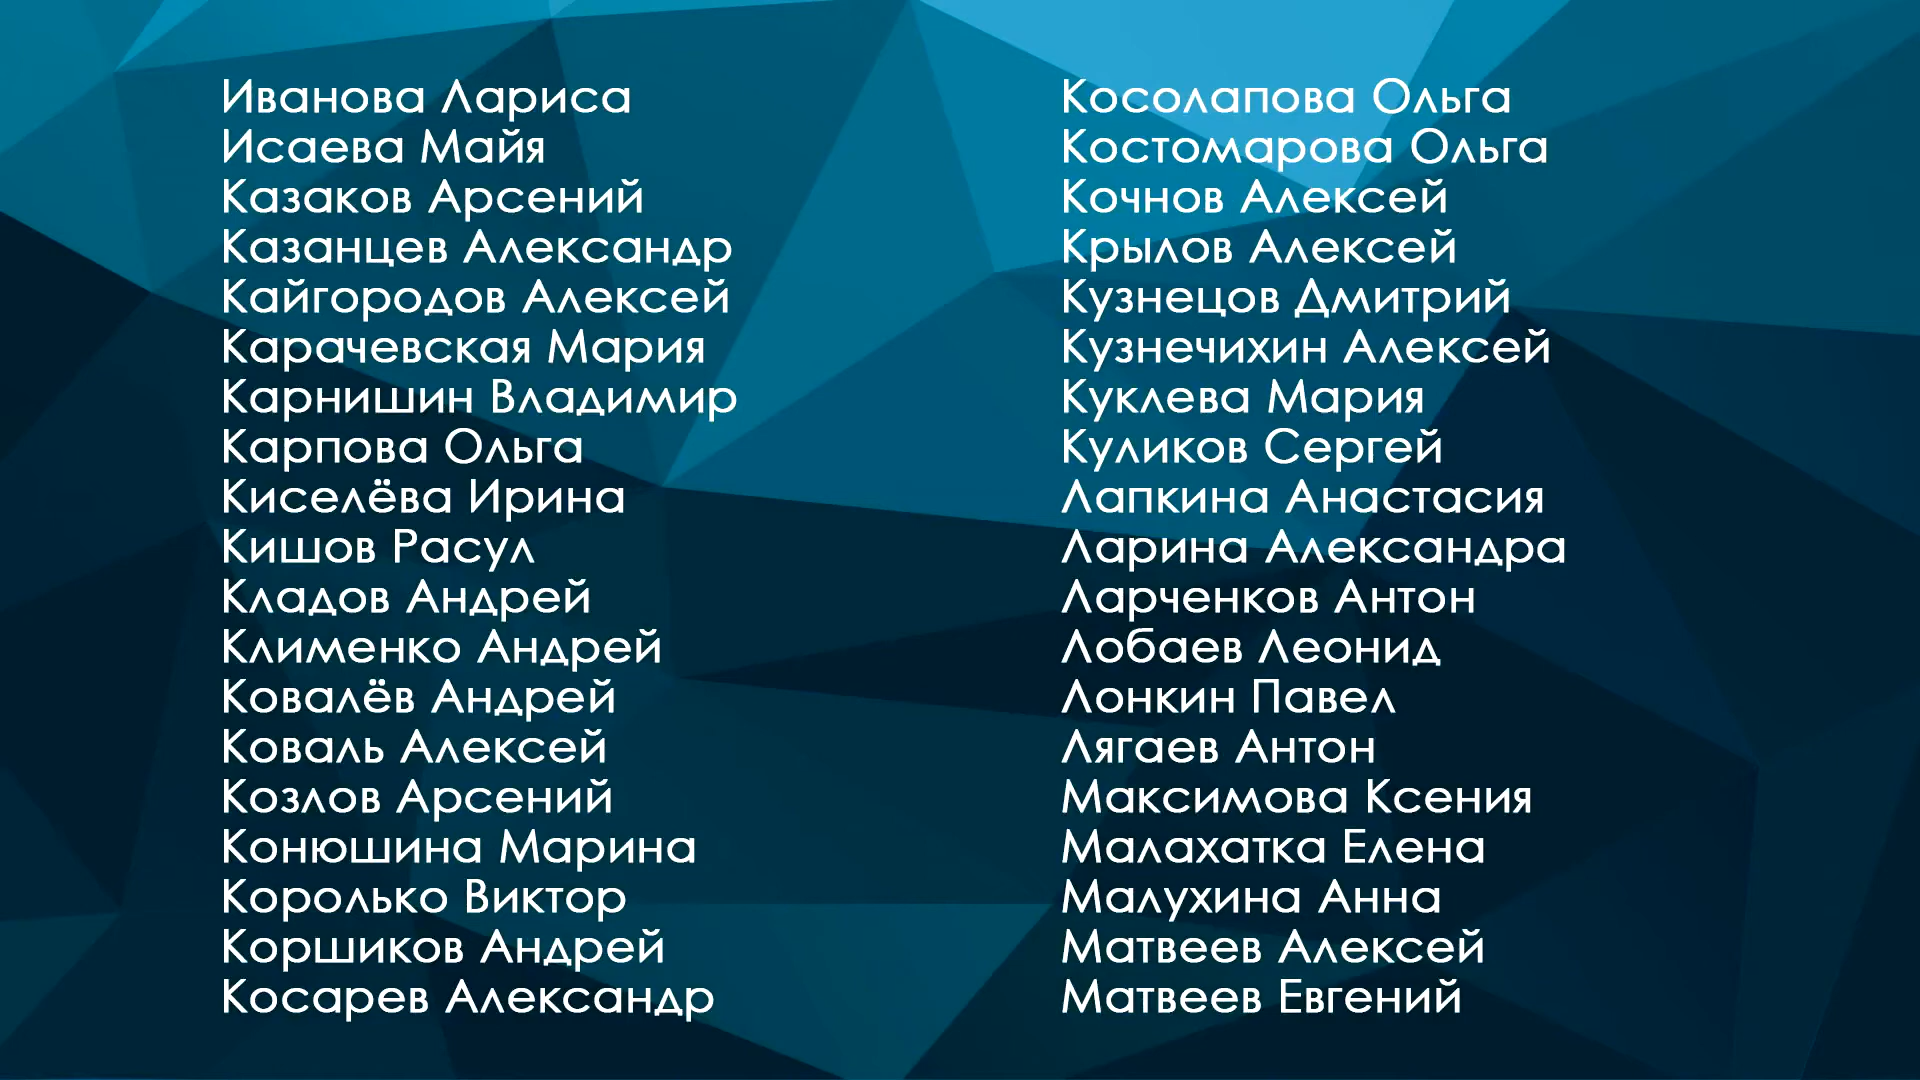 Иванова Лариса
Исаева Майя
Казаков Арсений
Казанцев Александр
Кайгородов Алексей
Карачевская Мария
Карнишин Владимир
Карпова Ольга
Киселёва Ирина
Кишов Расул
Кладов Андрей
Клименко Андрей
Ковалёв Андрей
Коваль Алексей
Козлов Арсений
Конюшина Марина
Королько Виктор
Коршиков Андрей
Косарев Александр
Косолапова Ольга
Костомарова Ольга
Кочнов Алексей
Крылов Алексей
Кузнецов Дмитрий
Кузнечихин Алексей
Куклева Мария
Куликов Сергей
Лапкина Анастасия
Ларина Александра
Ларченков Антон
Лобаев Леонид
Лонкин Павел
Лягаев Антон
Максимова Ксения
Малахатка Елена
Малухина Анна
Матвеев Алексей
Матвеев Евгений